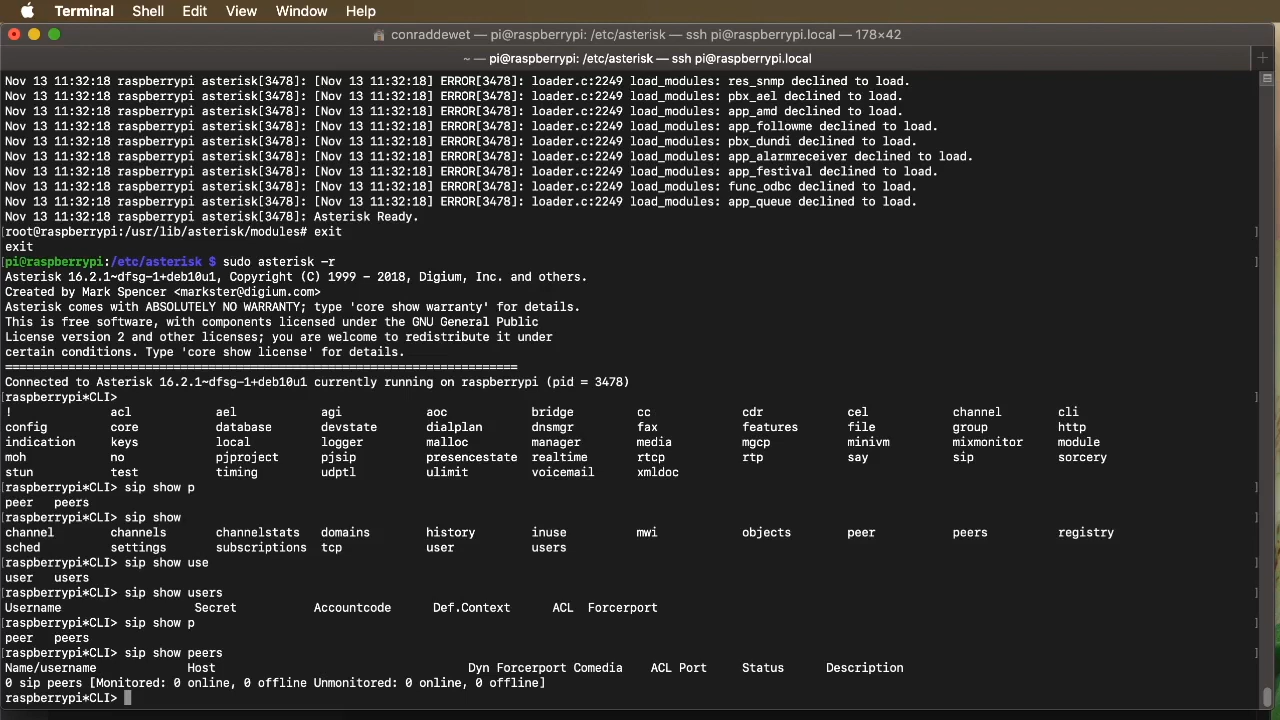 Terminal Shell Edit View Window Help
conraddewet — pi@raspberrypi: /etc/asterisk — ssh pi@raspberrypi.local — 178×42
~ — pi@raspberrypi: /etc/asterisk — ssh pi@raspberrypi.local
Nov 13 11:32:18 raspberrypi asterisk[3478]: [Nov 13 11:32:18] ERROR[3478]: loader.c:2249 load_modules: res_snmp declined to load.
Nov 13 11:32:18 raspberrypi asterisk[3478]: [Nov 13 11:32:18] ERROR[3478]: loader.c:2249 load_modules: pbx_ael declined to load.
Nov 13 11:32:18 raspberrypi asterisk[3478]: [Nov 13 11:32:18] ERROR[3478]: loader.c:2249 load_modules: app_amd declined to load.
Nov 13 11:32:18 raspberrypi asterisk[3478]: [Nov 13 11:32:18] ERROR[3478]: loader.c:2249 load_modules: app_followme declined to load.
Nov 13 11:32:18 raspberrypi asterisk[3478]: [Nov 13 11:32:18] ERROR[3478]: loader.c:2249 load_modules: pbx_dundi declined to load.
Nov 13 11:32:18 raspberrypi asterisk[3478]: [Nov 13 11:32:18] ERROR[3478]: loader.c:2249 load_modules: app_alarmreceiver declined to load.
Nov 13 11:32:18 raspberrypi asterisk[3478]: [Nov 13 11:32:18] ERROR[3478]: loader.c:2249 load_modules: app_festival declined to load.
Nov 13 11:32:18 raspberrypi asterisk[3478]: [Nov 13 11:32:18] ERROR[3478]: loader.c:2249 load_modules: func_odbc declined to load.
Nov 13 11:32:18 raspberrypi asterisk[3478]: [Nov 13 11:32:18] ERROR[3478]: loader.c:2249 load_modules: app_queue declined to load.
Nov 13 11:32:18 raspberrypi asterisk[3478]: Asterisk Ready.
[root@raspberrypi:/usr/lib/asterisk/modules# exit ]
exit
[pi@raspberrypi:/etc/asterisk $ sudo asterisk -r ]
Asterisk 16.2.1~dfsg-1+deb10u1, Copyright (C) 1999 - 2018, Digium, Inc. and others.
Created by Mark Spencer <markster@digium.com>
Asterisk comes with ABSOLUTELY NO WARRANTY; type 'core show warranty' for details.
This is free software, with components licensed under the GNU General Public
License version 2 and other licenses; you are welcome to redistribute it under
certain conditions. Type 'core show license' for details.
=========================================================================
Connected to Asterisk 16.2.1~dfsg-1+deb10u1 currently running on raspberrypi (pid = 3478)
[raspberrypi*CLI> ]
! acl ael agi aoc bridge cc cdr cel channel cli
config core database devstate dialplan dnsmgr fax features file group http
indication keys local logger malloc manager media mgcp minivm mixmonitor module
moh no pjproject pjsip presencestate realtime rtcp rtp say sip sorcery
stun test timing udptl ulimit voicemail xmldoc
[raspberrypi*CLI> sip show p ]
peer peers
[raspberrypi*CLI> sip show ]
channel channels channelstats domains history inuse mwi objects peer peers registry
sched settings subscriptions tcp user users
[raspberrypi*CLI> sip show use ]
user users
[raspberrypi*CLI> sip show users ]
Username Secret Accountcode Def.Context ACL Forcerport
[raspberrypi*CLI> sip show p ]
peer peers
[raspberrypi*CLI> sip show peers ]
Name/username Host Dyn Forcerport Comedia ACL Port Status Description
0 sip peers [Monitored: 0 online, 0 offline Unmonitored: 0 online, 0 offline]
raspberrypi*CLI>